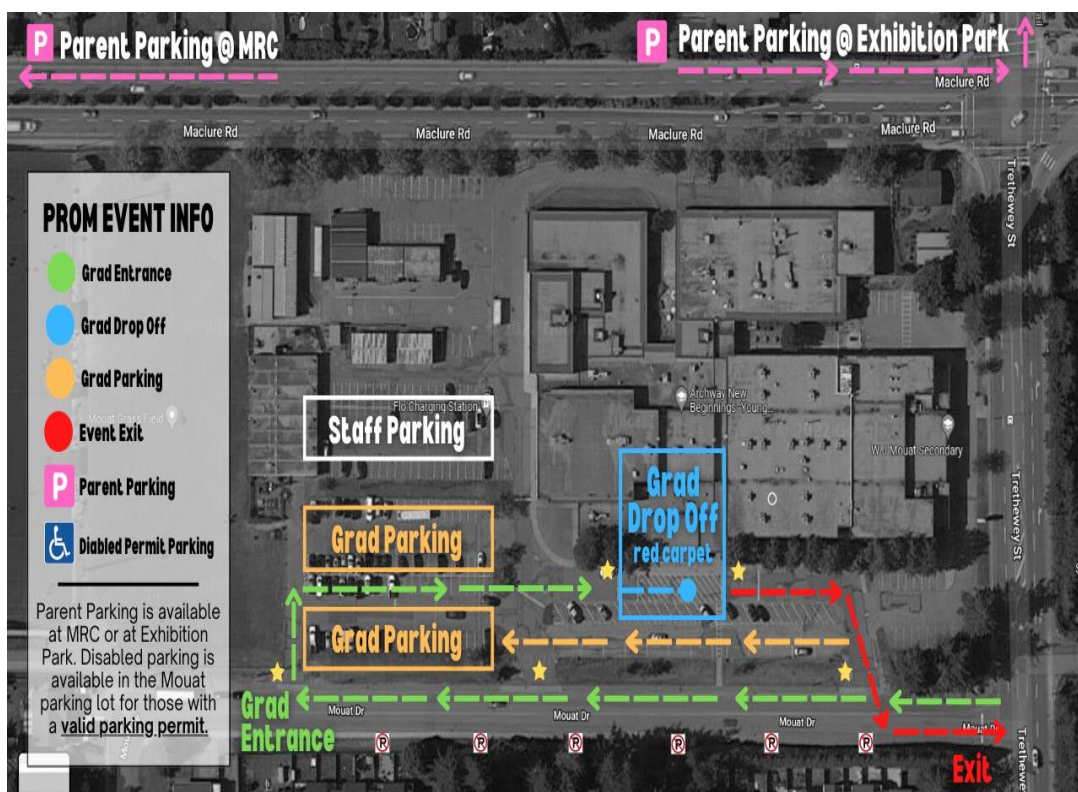 P Parent Parking @ MRC
P Parent Parking @ Exhibition Park
Maclure Rd
Maclure Rd
Maclure Rd
Maclure Rd
Maclure Rd
Trethewey St
Trethewey St
Trethewey
PROM EVENT INFO
Grad Entrance
Grad Drop Off
Grad Parking
Mouat Grass Field
Event Exit
P Parent Parking
Diabled Permit Parking
Parent Parking is available
at MRC or at Exhibition
Park. Disabled parking is
available in the Mouat
parking lot for those with
a valid parking permit.
Flo Charging Station
Staff Parking
Archway New
Beginnings -Young...
W J Mouat Secondary
Grad
Drop Off
red carpet
Grad Parking
Grad Parking
Grad
Entrance
Mouat Dr
Mouat Dr
Mouat Dr
Mouat D
P
P
P
P
P
P
Exit